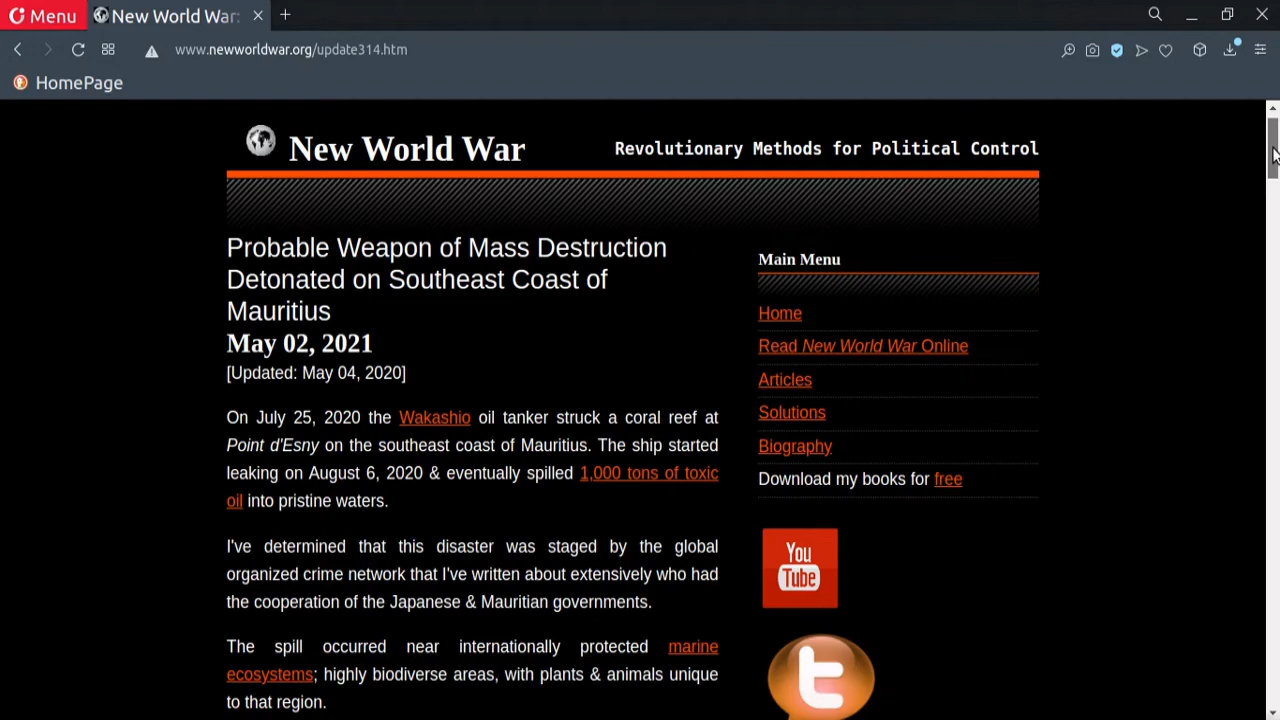 Menu
New World War:
www.newworldwar.org/update314.htm
HomePage
New World War
Revolutionary Methods for Political Control
Probable Weapon of Mass Destruction
Detonated on Southeast Coast of
Mauritius
May 02, 2021
[Updated: May 04, 2020]
On July 25, 2020 the Wakashio oil tanker struck a coral reef at
Point d'Esny on the southeast coast of Mauritius. The ship started
leaking on August 6, 2020 & eventually spilled 1,000 tons of toxic
oil into pristine waters.
I've determined that this disaster was staged by the global
organized crime network that I've written about extensively who had
the cooperation of the Japanese & Mauritian governments.
The spill occurred near internationally protected marine
ecosystems; highly biodiverse areas, with plants & animals unique
to that region.
Main Menu
Home
Read New World War Online
Articles
Solutions
Biography
Download my books for free
You
Tube
t